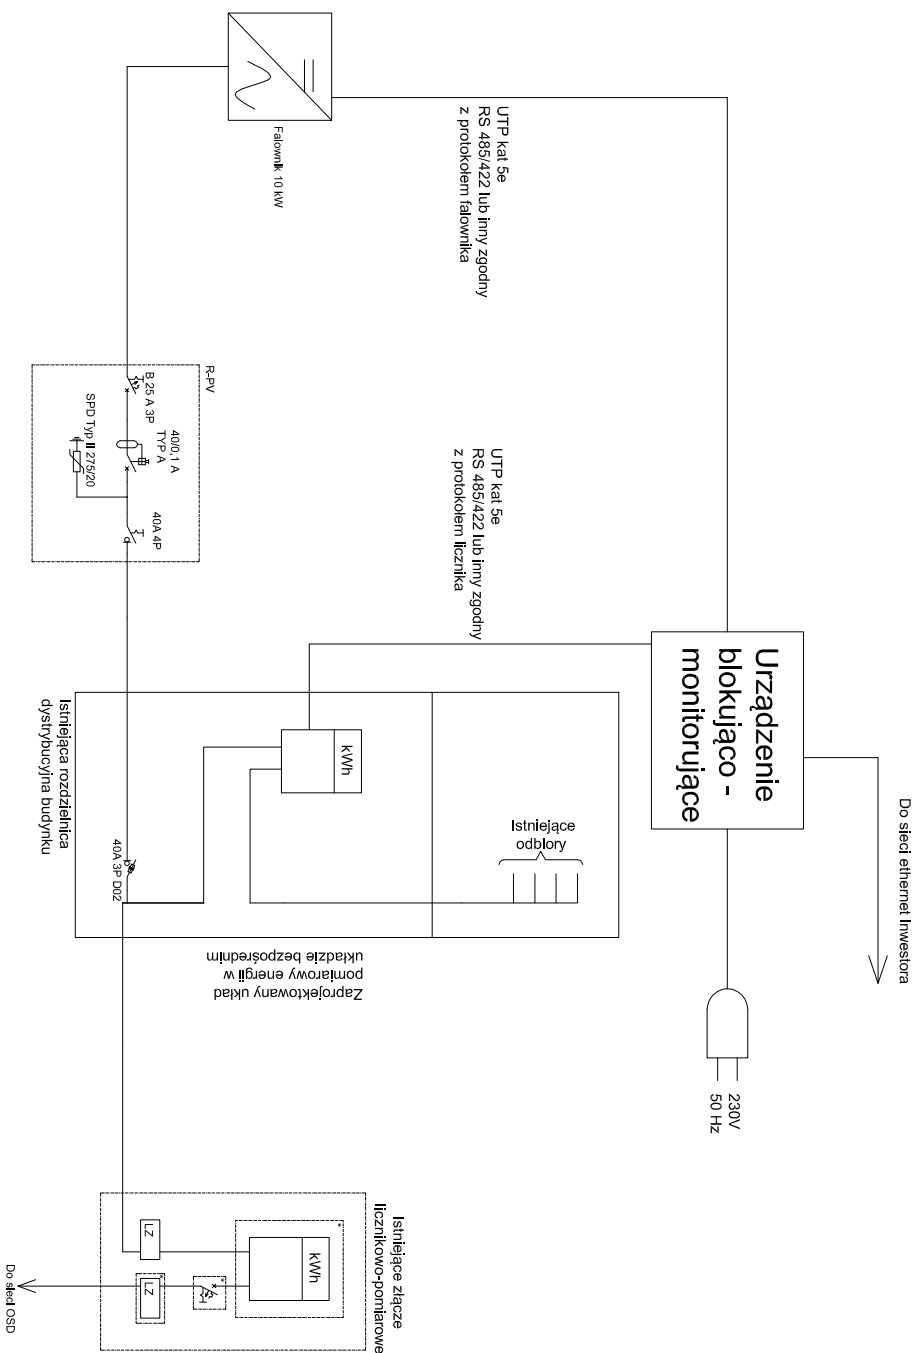 Falownik 10 kW
UTP kat 5e
RS 485/422 lub inny zgodny
z protokołem falownika
R-PV
B 25 A 3P
40/0,1 A
TYP A
SPD Typ II 275/20
40A 4P
UTP kat 5e
RS 485/422 lub inny zgodny
z protokołem licznika
Urządzenie
blokująco -
monitorujące
Do sieci ethernet Inwestora
230V
50 Hz
Istniejąca rozdzielnica
dystrybucyjna budynku
kWh
Istniejące
odbiory
40A 3P D02
Zaprojektowany układ
pomiarowy energii w
układzie bezpośrednim
Istniejące złącze
licznikowo-pomiarowe
kWh
*
LZ
*
LZ
*
Do sieci OSD